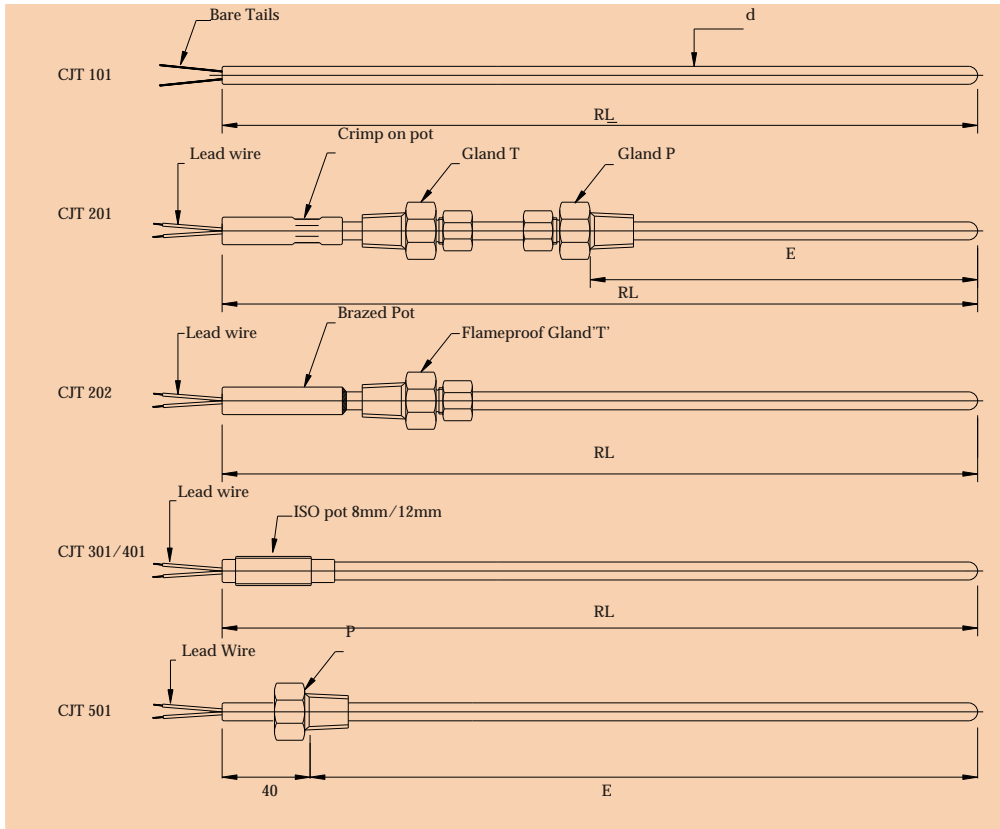 Bare Tails
d
CJT 101
RL
Crimp on pot
Lead wire
Gland T
Gland P
CJT 201
E
RL
Brazed Pot
Lead wire
Flameproof Gland'T'
CJT 202
RL
Lead wire
ISO pot 8mm/12mm
CJT 301/401
RL
P
Lead Wire
CJT 501
40
E